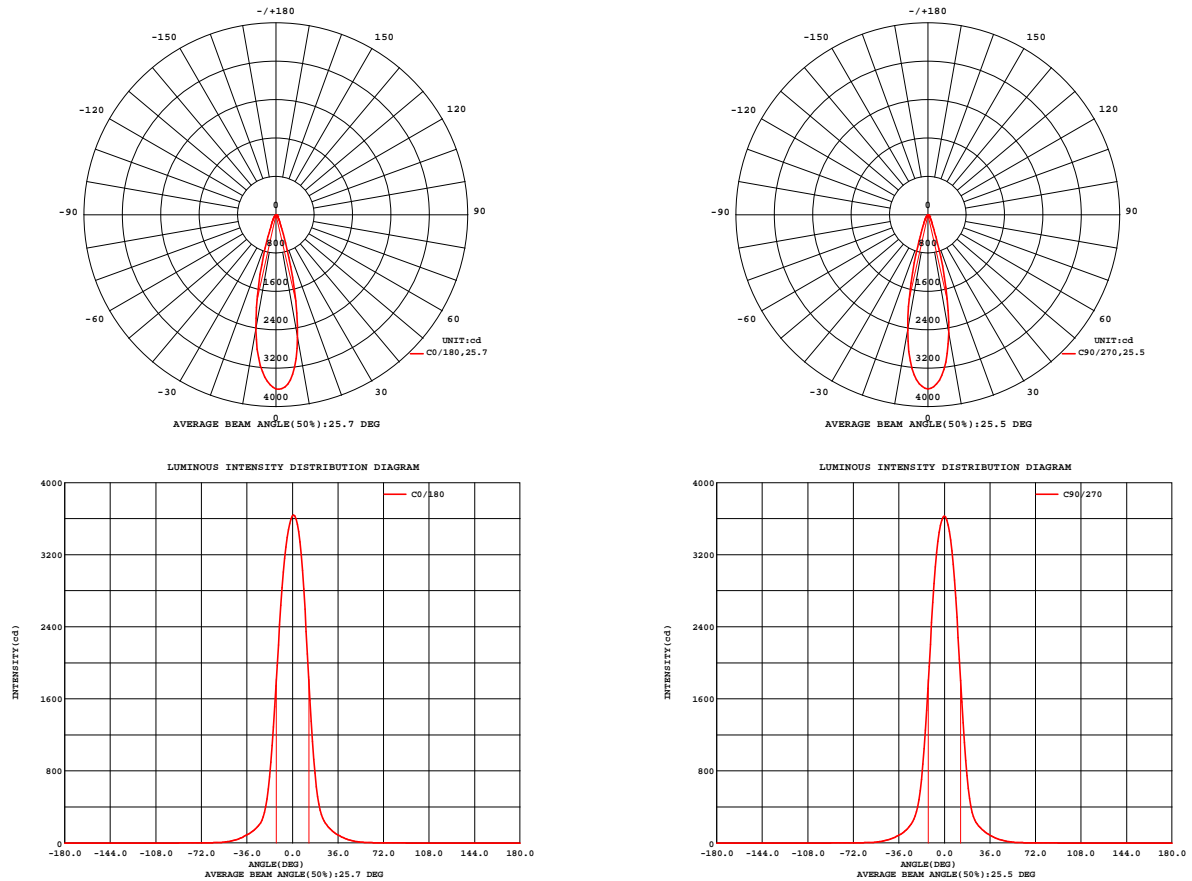 -/+180
-150 150
-120 120
-90 90
-60 60
-30 30
0
800
1600
2400
3200
4000
0
UNIT:cd
C0/180,25.7
AVERAGE BEAM ANGLE(50%):25.7 DEG
-/+180
-150 150
-120 120
-90 90
-60 60
-30 30
0
800
1600
2400
3200
4000
0
UNIT:cd
C90/270,25.5
AVERAGE BEAM ANGLE(50%):25.5 DEG
LUMINOUS INTENSITY DISTRIBUTION DIAGRAM
C0/180
4000
3200
2400
1600
800
0
INTENSITY(cd)
-180.0 -144.0 -108.0 -72.0 -36.0 0.0 36.0 72.0 108.0 144.0 180.0
ANGLE(DEG)
AVERAGE BEAM ANGLE(50%):25.7 DEG
LUMINOUS INTENSITY DISTRIBUTION DIAGRAM
C90/270
4000
3200
2400
1600
800
0
INTENSITY(cd)
-180.0 -144.0 -108.0 -72.0 -36.0 0.0 36.0 72.0 108.0 144.0 180.0
ANGLE(DEG)
AVERAGE BEAM ANGLE(50%):25.5 DEG